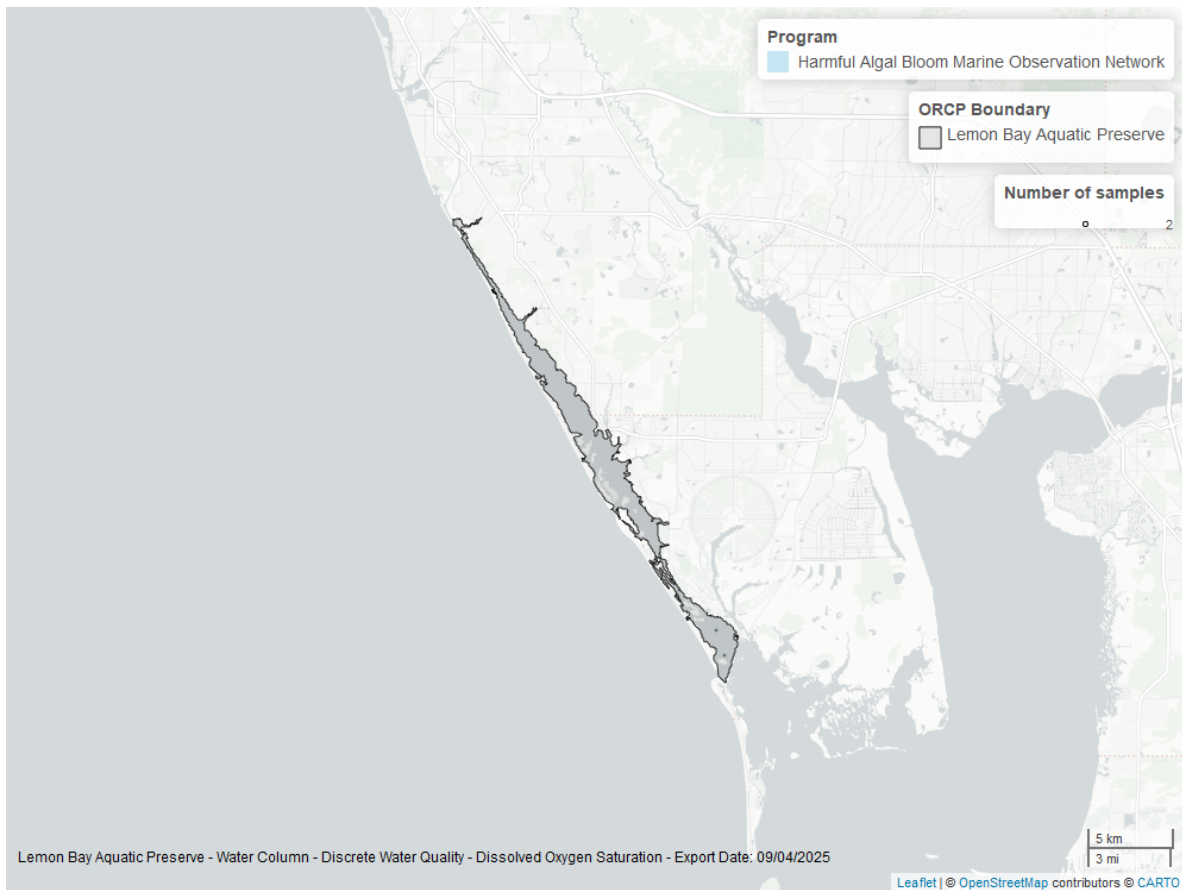 Program
Harmful Algal Bloom Marine Observation Network
ORCP Boundary
Lemon Bay Aquatic Preserve
Number of samples
2
5 km
3 mi
Lemon Bay Aquatic Preserve - Water Column - Discrete Water Quality - Dissolved Oxygen Saturation - Export Date: 09/04/2025
Leaflet | © OpenStreetMap contributors © CARTO